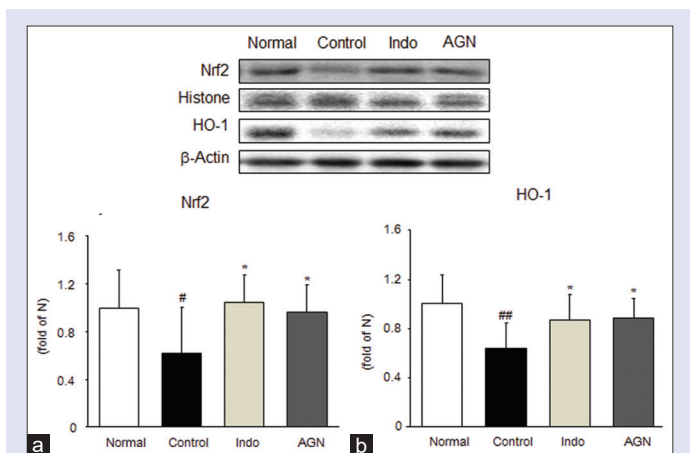 Normal Control Indo AGN
Nrf2
Histone
HO-1
β-Actin
Nrf2
1.6
1.2
0.8
0.4
0
(fold of N)
#
*
*
Normal Control Indo AGN
a
HO-1
1.6
1.2
0.8
0.4
0
(fold of N)
##
*
*
Normal Control Indo AGN
b